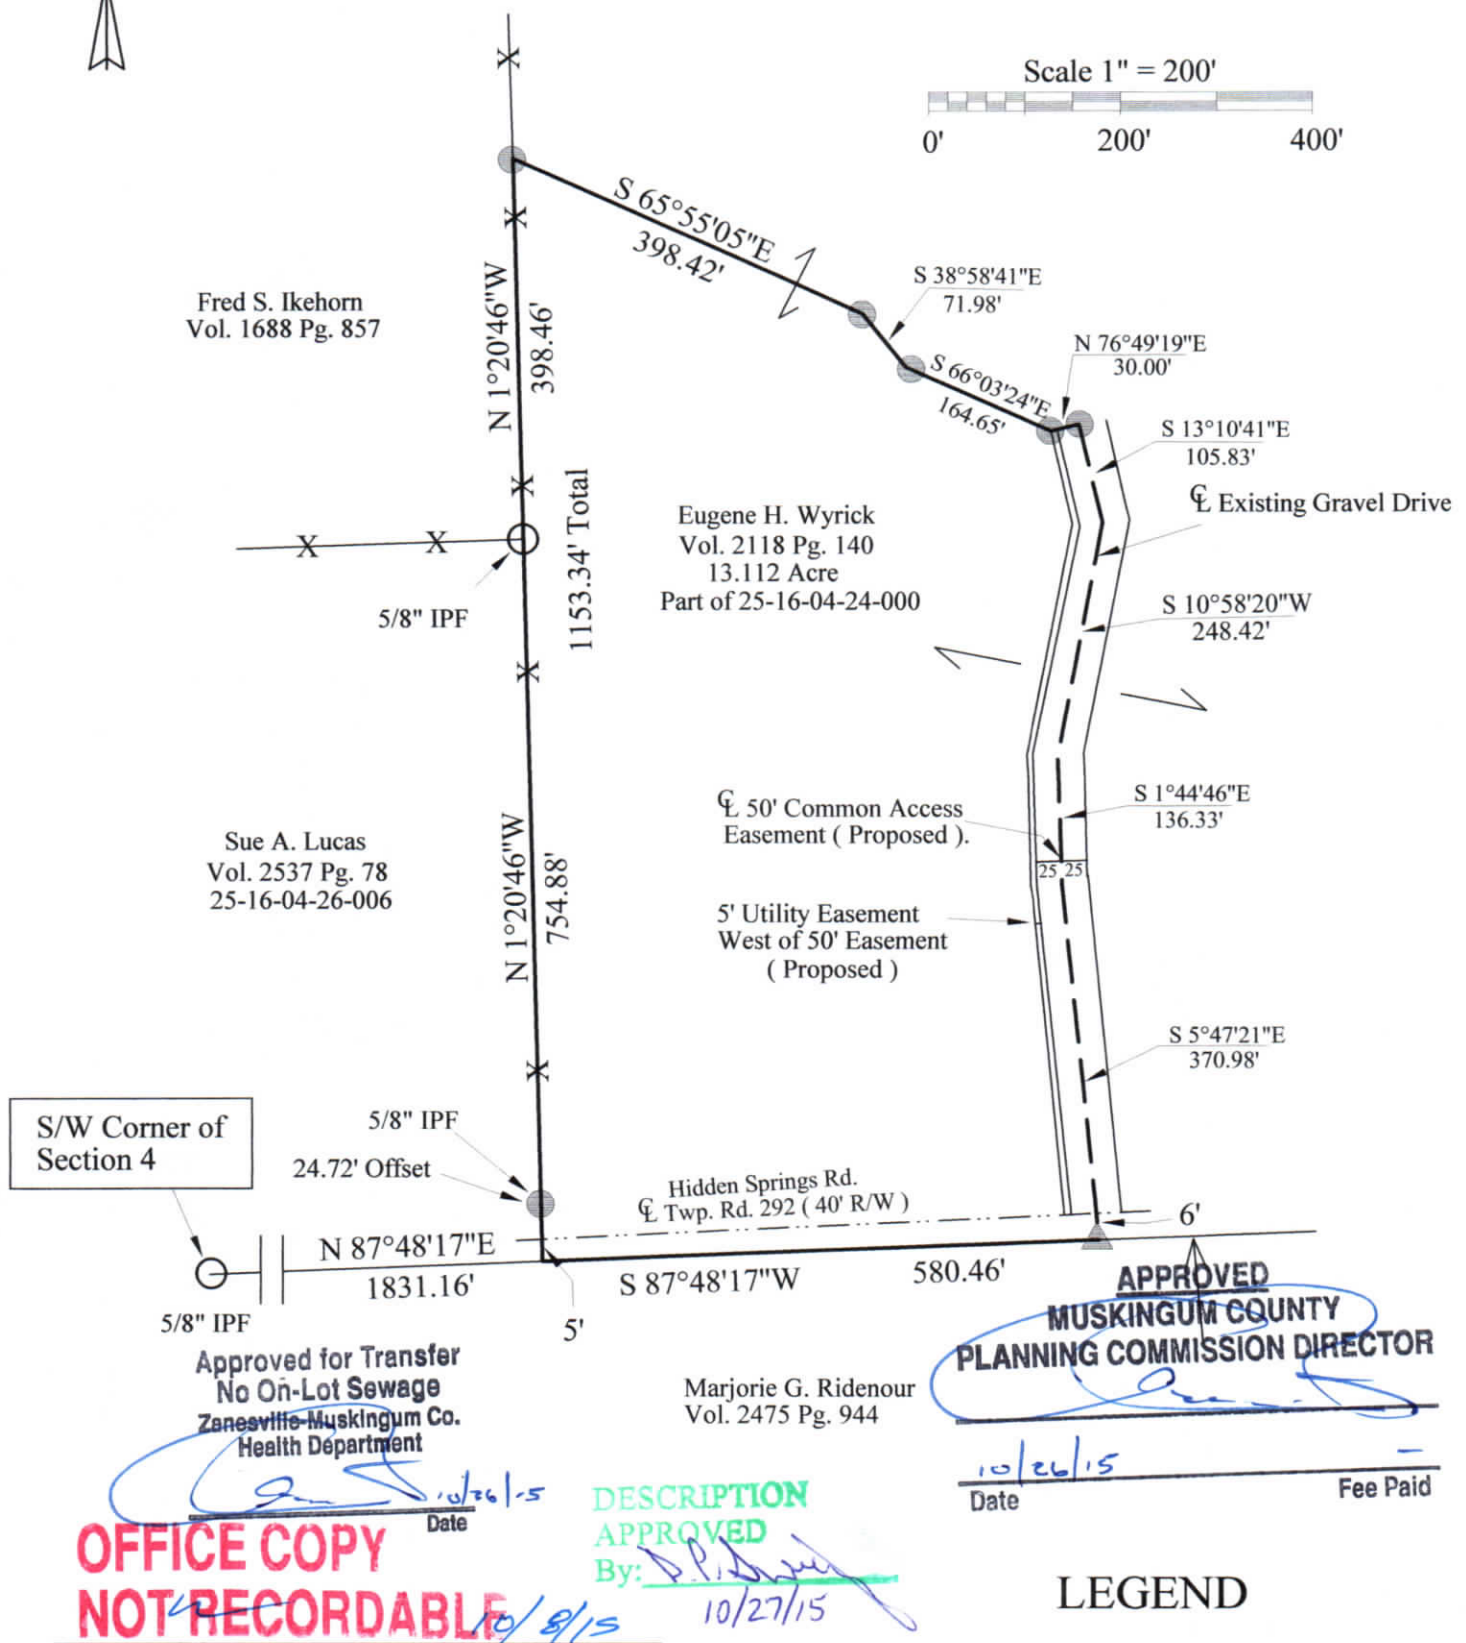 Scale 1" = 200'
0' 200' 400'
S 65°55'05"E
398.42'
S 38°58'41"E
71.98'
N 76°49'19"E
30.00'
S 66°03'24"E
164.65'
S 13°10'41"E
105.83'
℄ Existing Gravel Drive
Fred S. Ikehorn
Vol. 1688 Pg. 857
N 1°20'46"W
398.46'
X
X
X
X
X
X
X
1153.34' Total
5/8" IPF
Eugene H. Wyrick
Vol. 2118 Pg. 140
13.112 Acre
Part of 25-16-04-24-000
S 10°58'20"W
248.42'
S 1°44'46"E
136.33'
℄ 50' Common Access
Easement ( Proposed ).
25 25
5' Utility Easement
West of 50' Easement
( Proposed )
Sue A. Lucas
Vol. 2537 Pg. 78
25-16-04-26-006
N 1°20'46"W
754.88'
S 5°47'21"E
370.98'
S/W Corner of
Section 4
5/8" IPF
24.72' Offset
Hidden Springs Rd.
℄ Twp. Rd. 292 ( 40' R/W )
6'
N 87°48'17"E
1831.16'
S 87°48'17"W
580.46'
5/8" IPF
5'
Approved for Transfer
No On-Lot Sewage
Zanesville-Muskingum Co.
Health Department
10/26/15
Date
Marjorie G. Ridenour
Vol. 2475 Pg. 944
APPROVED
MUSKINGUM COUNTY
PLANNING COMMISSION DIRECTOR
10/26/15 -
Date
Fee Paid
DESCRIPTION
APPROVED
By:
10/27/15
OFFICE COPY
NOT RECORDABLE
10/8/15
LEGEND